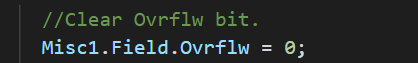 //Clear Ovrflw bit.
Misc1.Field.Ovrflw = 0;